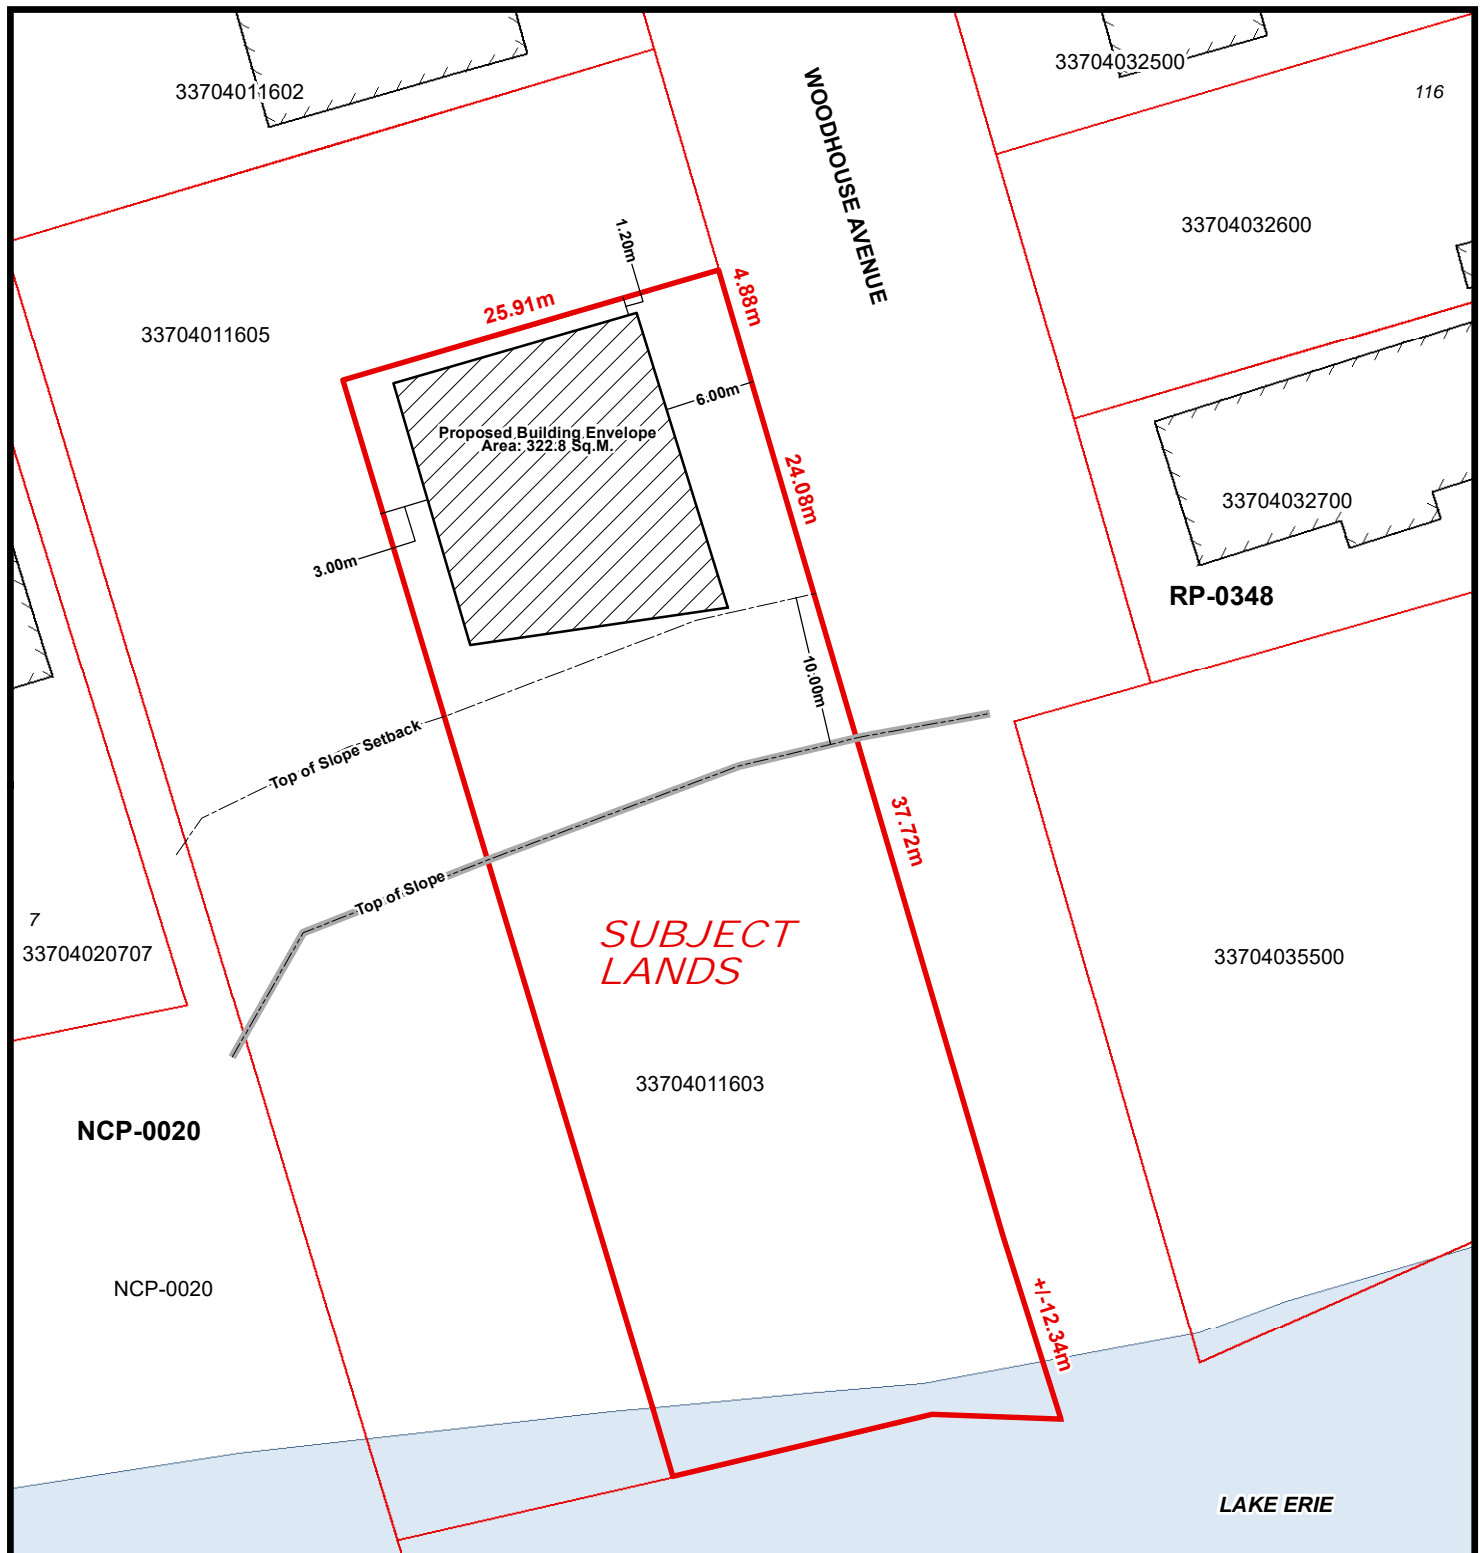 33704011602
33704032500
116
WOODHOUSE AVENUE
33704032600
1.20m
4.88m
25.91m
33704011605
6.00m
Proposed Building Envelope
Area: 322.8 Sq.M.
24.08m
33704032700
3.00m
RP-0348
10.00m
Top of Slope Setback
37.72m
Top of Slope
7
33704020707
SUBJECT
LANDS
33704035500
33704011603
NCP-0020
NCP-0020
+/-12.34m
LAKE ERIE